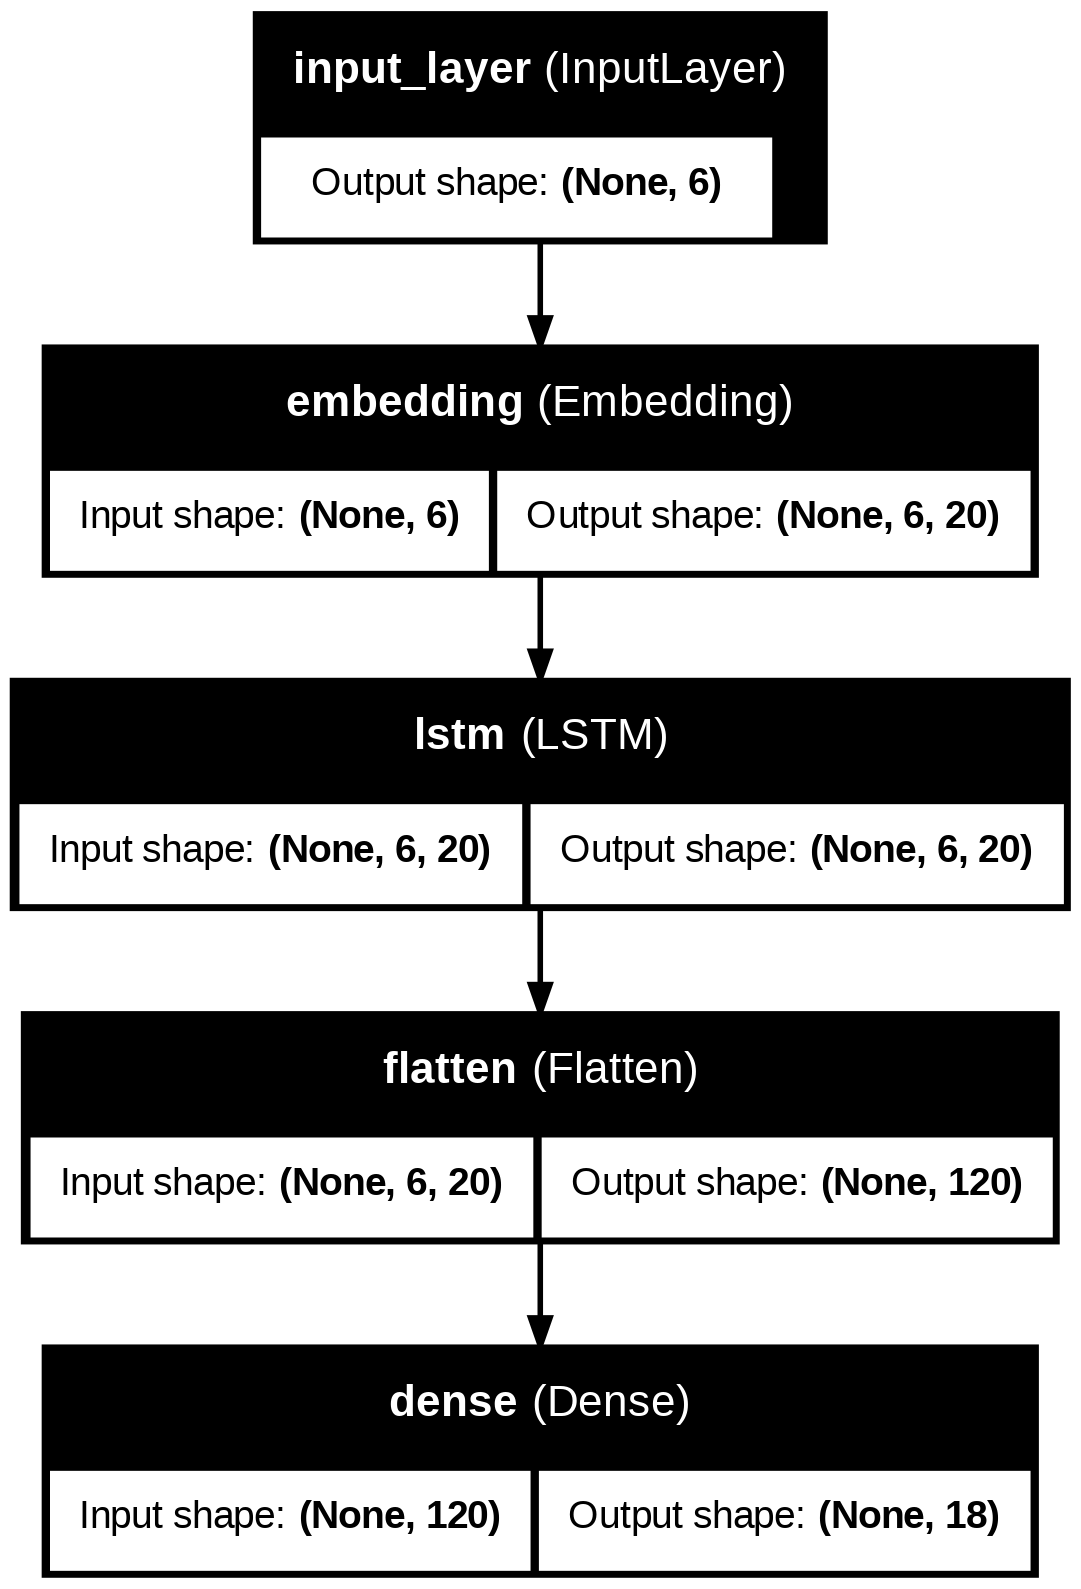 input_layer (InputLayer)
Output shape: (None, 6)
embedding (Embedding)
Input shape: (None, 6) Output shape: (None, 6, 20)
lstm (LSTM)
Input shape: (None, 6, 20) Output shape: (None, 6, 20)
flatten (Flatten)
Input shape: (None, 6, 20) Output shape: (None, 120)
dense (Dense)
Input shape: (None, 120) Output shape: (None, 18)